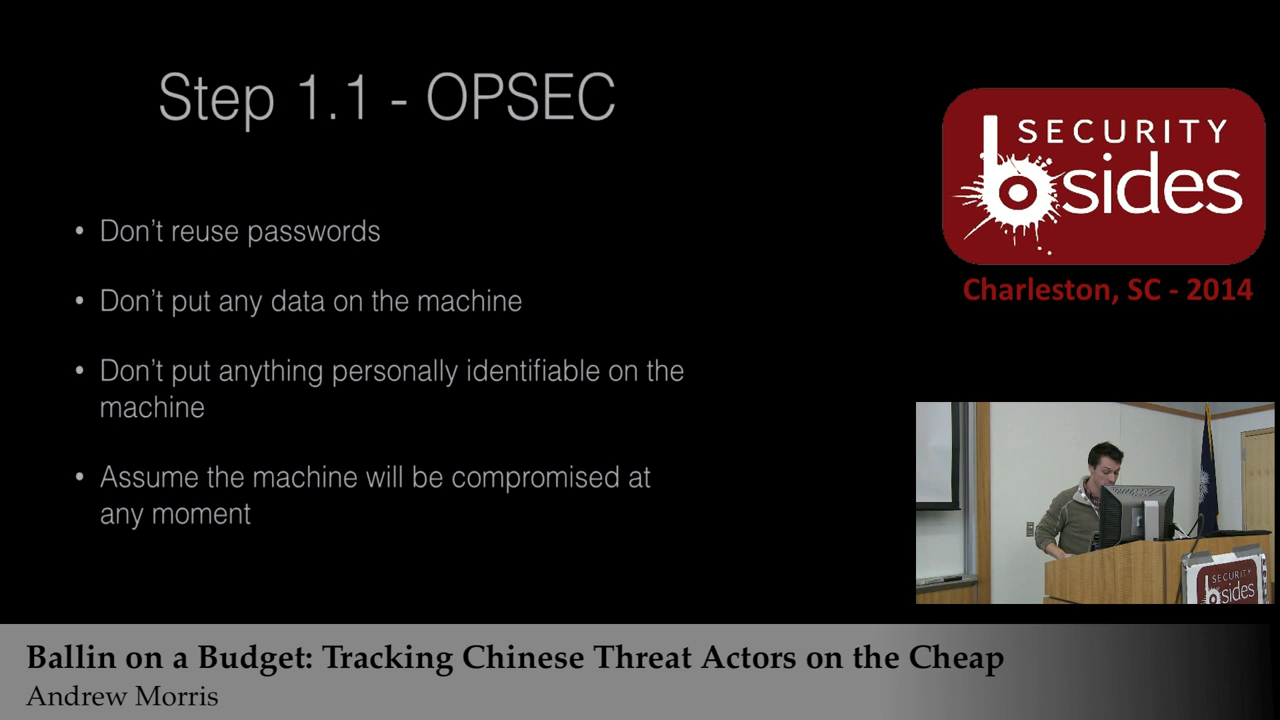 Step 1.1 - OPSEC
• Don’t reuse passwords
• Don’t put any data on the machine
• Don’t put anything personally identifiable on the
machine
• Assume the machine will be compromised at
any moment
SECURITY
bsides
Charleston, SC - 2014
SECURITY
bsides
Ballin on a Budget: Tracking Chinese Threat Actors on the Cheap
Andrew Morris